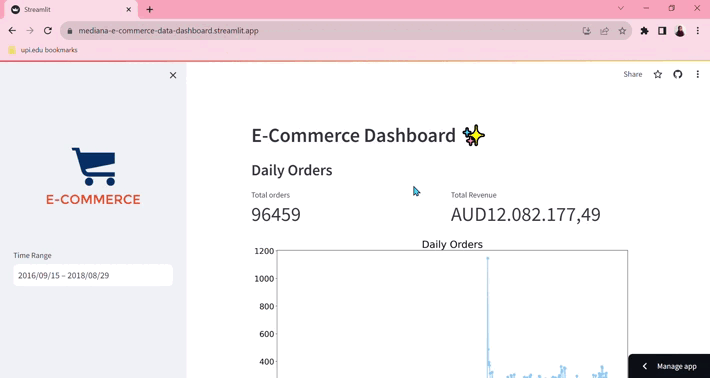 Streamlit
mediana-e-commerce-data-dashboard.streamlit.app
upi.edu bookmarks
Share
E-COMMERCE
Time Range
2016/09/15 – 2018/08/29
E-Commerce Dashboard ✨
Daily Orders
Total orders
Total Revenue
96459
AUD12.082.177,49
Daily Orders
1200
1000
800
600
400
Manage app